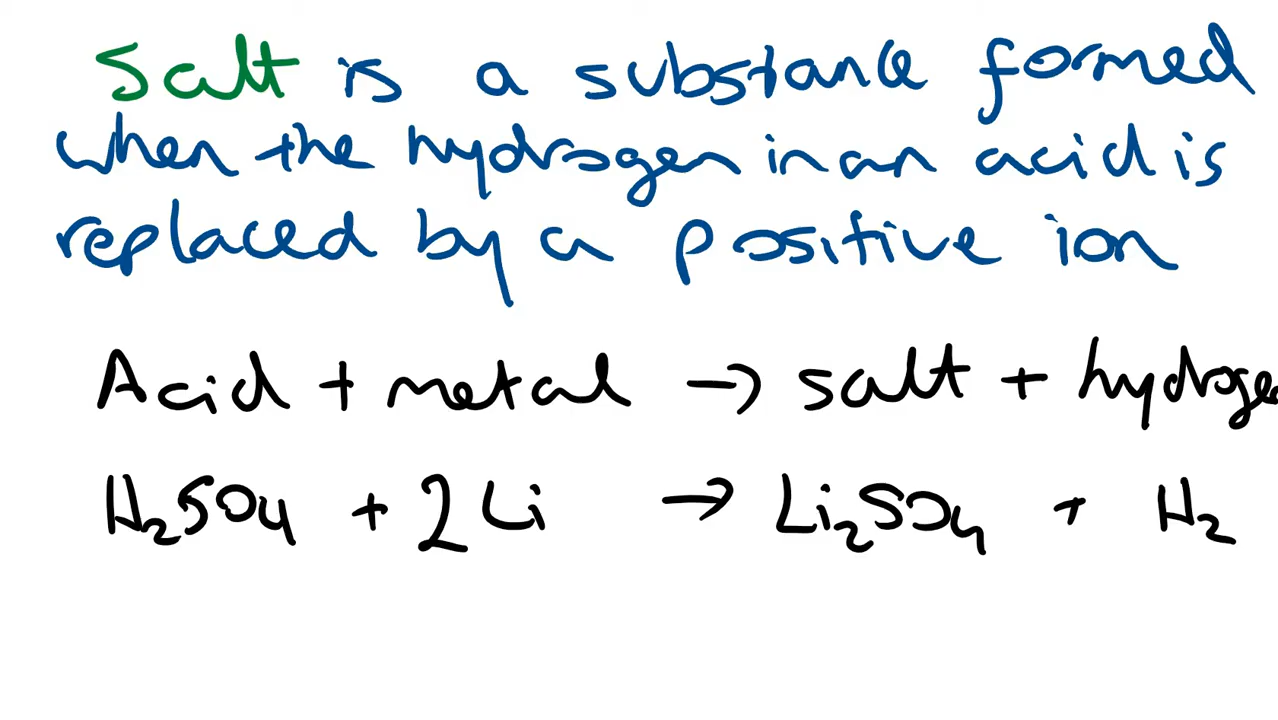 Salt is a substance formed
when the hydrogen in an acid is
replaced by a positive ion
Acid + metal → salt + hydroge
H₂SO₄ + 2Li → Li₂SO₄ + H₂